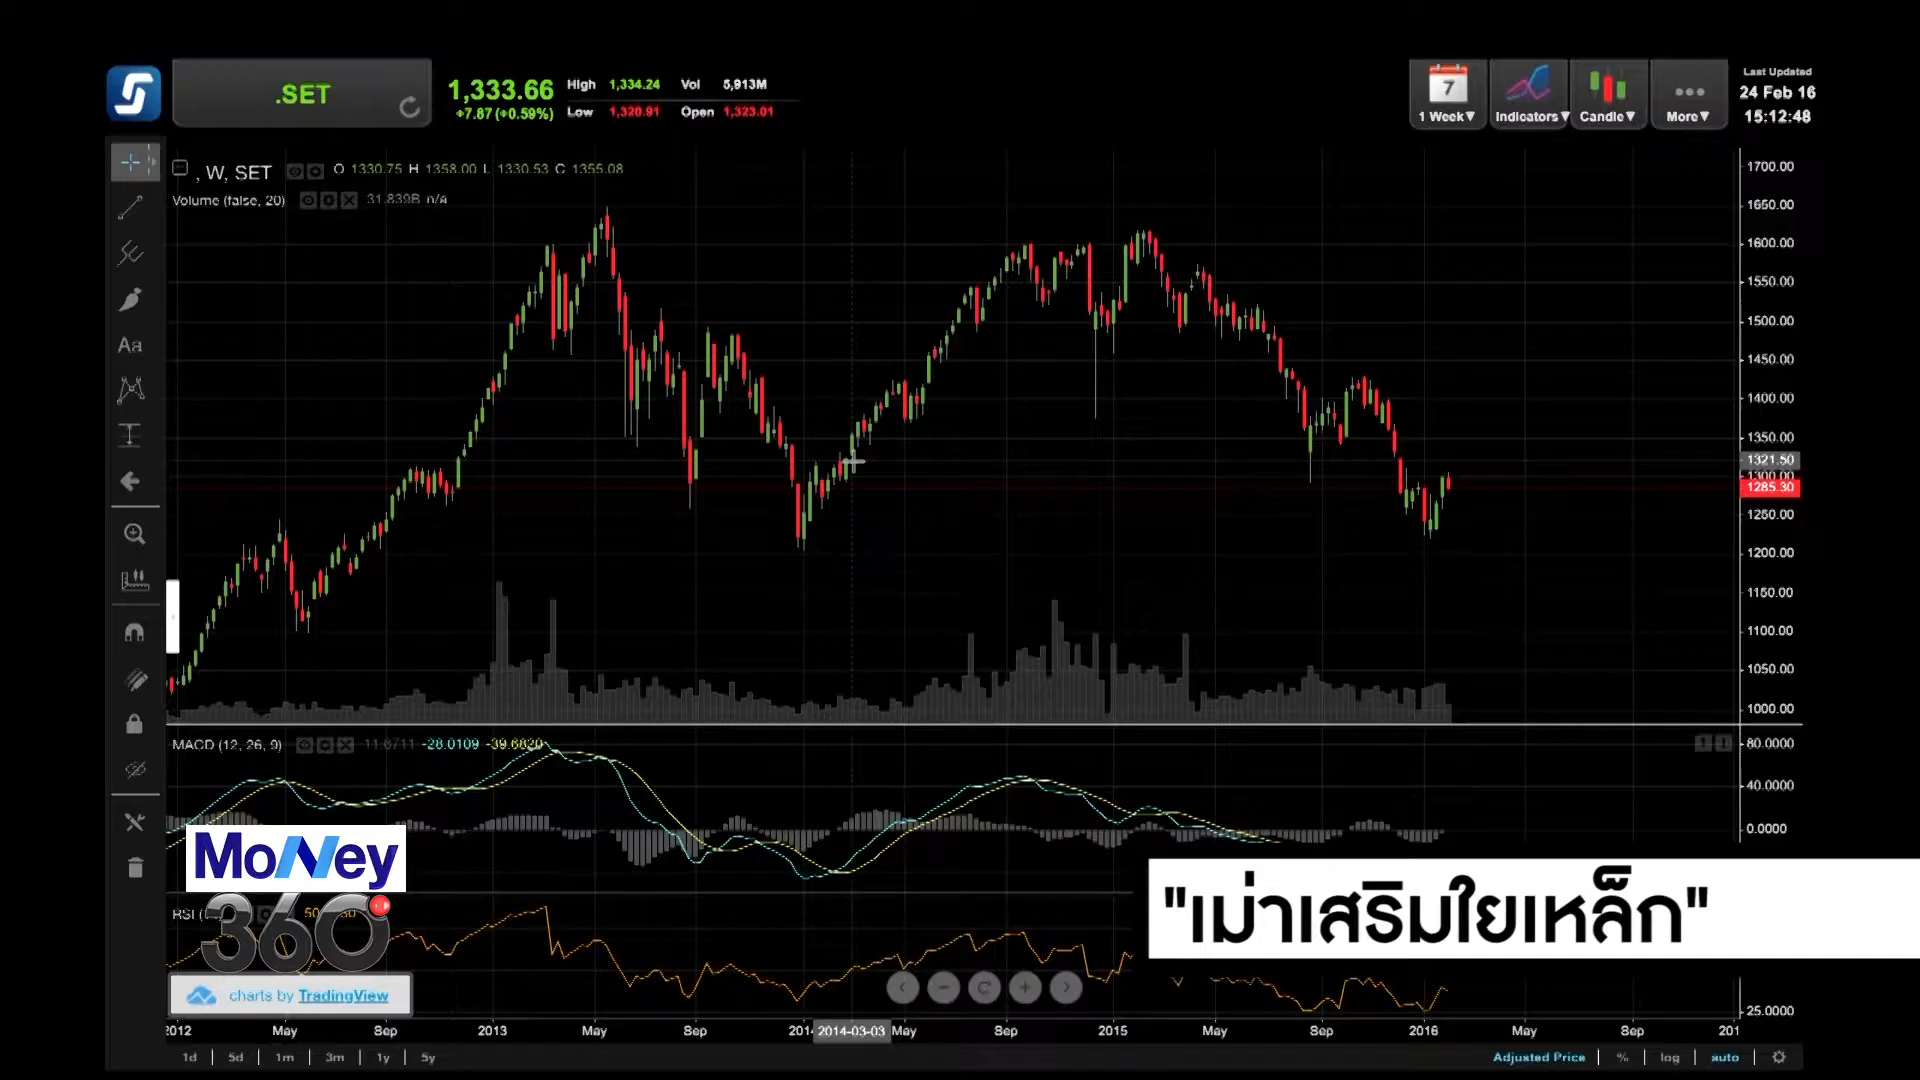 .SET
1,333.66
+7.87 (+0.59%)
High 1,334.24 Vol 5,913M
Low 1,320.91 Open 1,323.01
7
1 Week▼
Indicators▼
Candle▼
More▼
Last Updated
24 Feb 16
15:12:48
, W, SET O 1330.75 H 1358.00 L 1330.53 C 1355.08
Volume (false, 20) 31.839B n/a
Aa
1700.00
1650.00
1600.00
1550.00
1500.00
1450.00
1400.00
1350.00
1321.50
1300.00
1285.30
1250.00
1200.00
1150.00
1100.00
1050.00
1000.00
MACD (12, 26, 9) 11.6711 -28.0109 -39.6820
80.0000
40.0000
0.0000
Money
360°
RSI
"เม่าเสริมใยเหล็ก"
charts by TradingView
25.0000
2012 May Sep 2013 May Sep 2014-03-03 May Sep 2015 May Sep 2016 May Sep 201
1d 5d 1m 3m 1y 5y
Adjusted Price % log auto